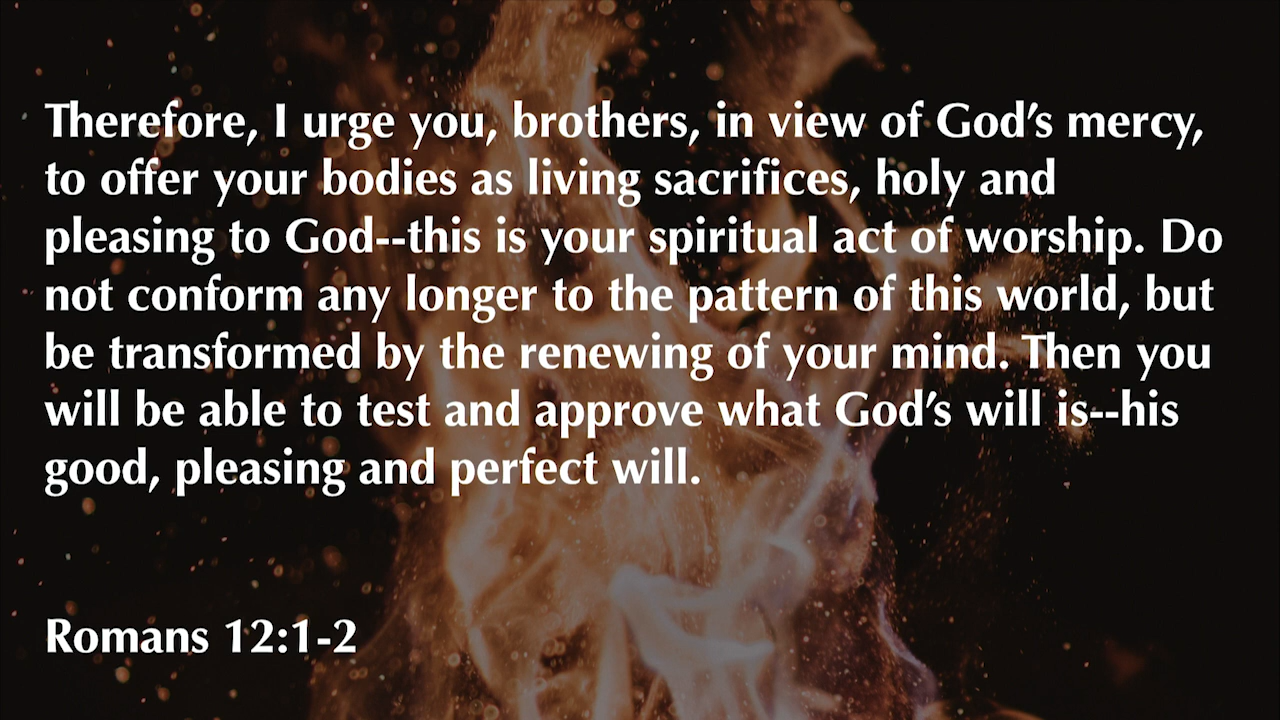 Therefore, I urge you, brothers, in view of God’s mercy,
to offer your bodies as living sacrifices, holy and
pleasing to God--this is your spiritual act of worship. Do
not conform any longer to the pattern of this world, but
be transformed by the renewing of your mind. Then you
will be able to test and approve what God’s will is--his
good, pleasing and perfect will.
Romans 12:1-2